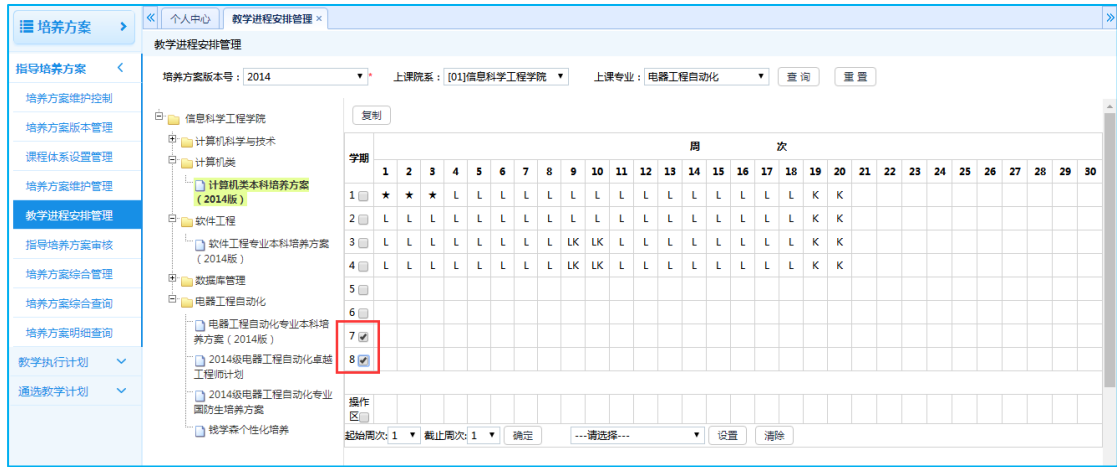 培养方案
个人中心 教学进程安排管理 ×
教学进程安排管理
指导培养方案
培养方案维护控制
培养方案版本管理
课程体系设置管理
培养方案维护管理
教学进程安排管理
指导培养方案审核
培养方案综合管理
培养方案综合查询
培养方案明细查询
教学执行计划
通选教学计划
培养方案版本号：2014 * 上课院系：[01]信息科学工程学院 上课专业：电器工程自动化 查询 重置
信息科学工程学院
计算机科学与技术
计算机类
计算机类本科培养方案
（2014版）
软件工程
软件工程专业本科培养方案
（2014版）
数据库管理
电器工程自动化
电器工程自动化专业本科培
养方案（2014版）
2014级电器工程自动化卓越
工程师计划
2014级电器工程自动化专业
国防生培养方案
钱学森个性化培养
复制
学期 周 次
1 2 3 4 5 6 7 8 9 10 11 12 13 14 15 16 17 18 19 20 21 22 23 24 25 26 27 28 29 30
1 ★ ★ ★ L L L L L L L L L L L L L L L K K
2 L L L L L L L L L L L L L L L L L L K K
3 L L L L L L L L LK LK L L L L L L L L K K
4 L L L L L L L L LK LK L L L L L L L L K K
5
6
7
8
操作
区
起始周次: 1 截止周次: 1 确定 ---请选择--- 设置 清除